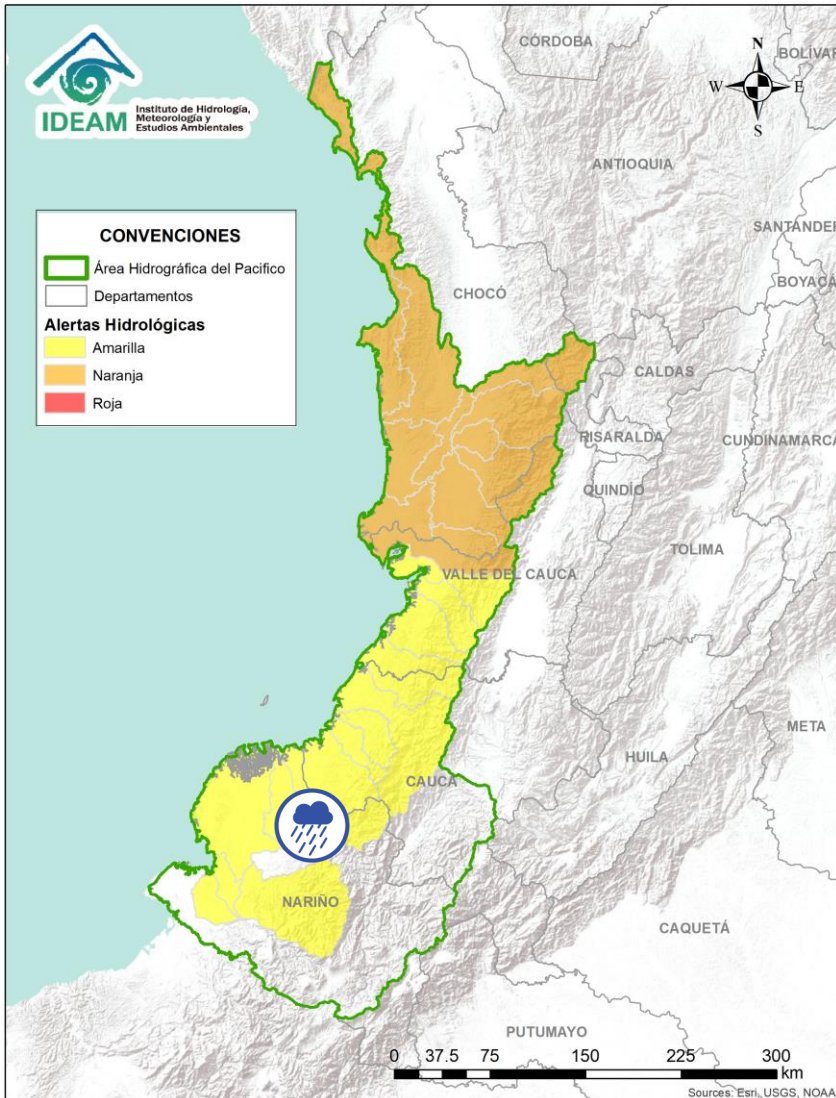 IDEAM
Instituto de Hidrología,
Meteorología y
Estudios Ambientales
CÓRDOBA
BOLÍVAR
N
W E
S
ANTIOQUIA
SANTANDER
BOYACÁ
CONVENCIONES
Área Hidrográfica del Pacifico
Departamentos
Alertas Hidrológicas
Amarilla
Naranja
Roja
CHOCÓ
CALDAS
RISARALDA
CUNDINAMARCA
QUINDÍO
TOLIMA
VALLE DEL CAUCA
META
HUILA
CAUCA
NARIÑO
CAQUETÁ
PUTUMAYO
0 37.5 75 150 225 300
km
Sources: Esri, USGS, NOAA